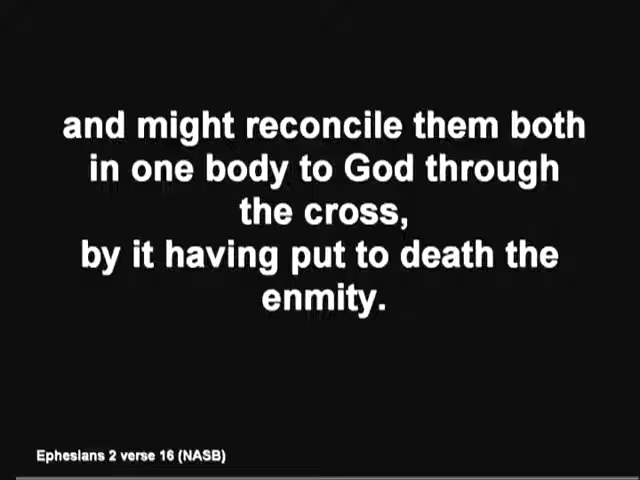 and might reconcile them both
in one body to God through
the cross,
by it having put to death the
enmity.
Ephesians 2 verse 16 (NASB)